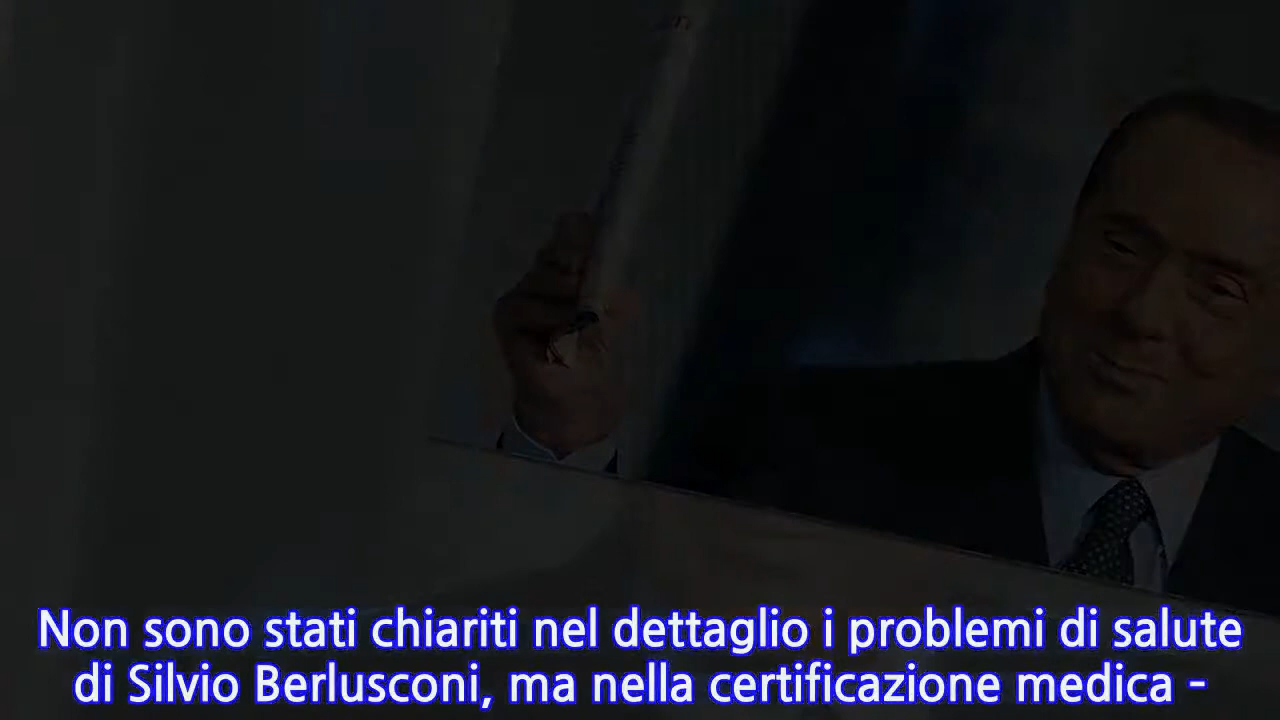 Non sono stati chiariti nel dettaglio i problemi di salute
di Silvio Berlusconi, ma nella certificazione medica -